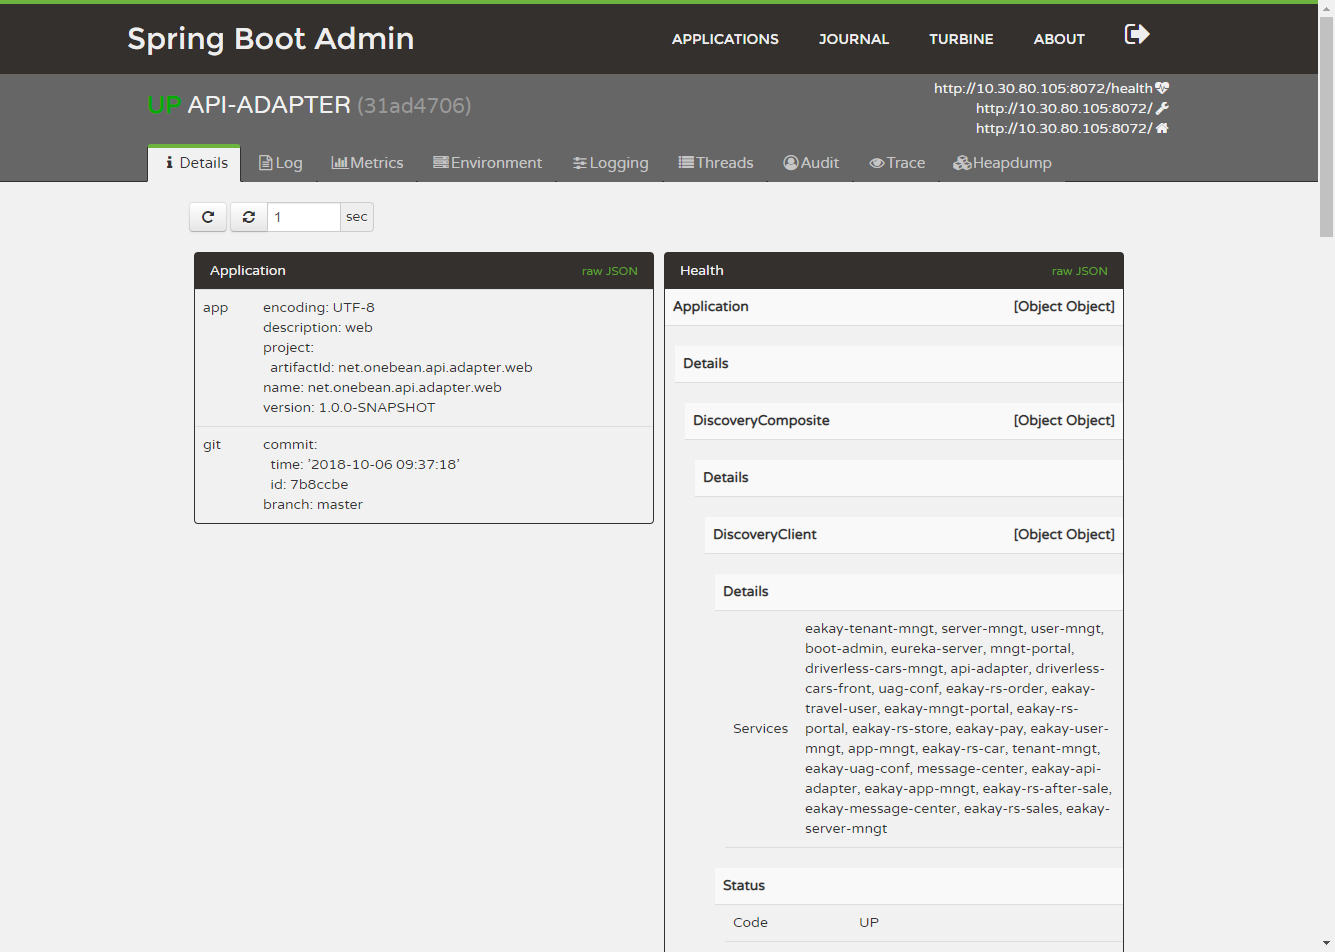 Spring Boot Admin
APPLICATIONS
JOURNAL
TURBINE
ABOUT
UP API-ADAPTER (31ad4706)
http://10.30.80.105:8072/health
http://10.30.80.105:8072/
http://10.30.80.105:8072/
Details
Log
Metrics
Environment
Logging
Threads
Audit
Trace
Heapdump
1
sec
Application
raw JSON
app
encoding: UTF-8
description: web
project:
artifactId: net.onebean.api.adapter.web
name: net.onebean.api.adapter.web
version: 1.0.0-SNAPSHOT
git
commit:
time: '2018-10-06 09:37:18'
id: 7b8ccbe
branch: master
Health
raw JSON
Application
[Object Object]
Details
DiscoveryComposite
[Object Object]
Details
DiscoveryClient
[Object Object]
Details
Services
eakay-tenant-mngt, server-mngt, user-mngt,
boot-admin, eureka-server, mngt-portal,
driverless-cars-mngt, api-adapter, driverless-
cars-front, uag-conf, eakay-rs-order, eakay-
travel-user, eakay-mngt-portal, eakay-rs-
portal, eakay-rs-store, eakay-pay, eakay-user-
mngt, app-mngt, eakay-rs-car, tenant-mngt,
eakay-uag-conf, message-center, eakay-api-
adapter, eakay-app-mngt, eakay-rs-after-sale,
eakay-message-center, eakay-rs-sales, eakay-
server-mngt
Status
Code
UP